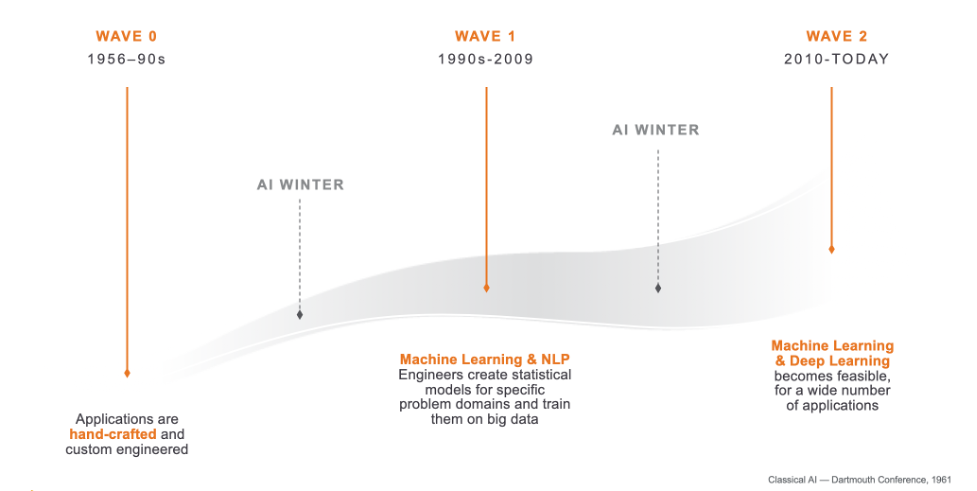 WAVE 0
1956–90s
WAVE 1
1990s-2009
WAVE 2
2010-TODAY
AI WINTER
AI WINTER
Applications are
hand-crafted and
custom engineered
Machine Learning & NLP
Engineers create statistical
models for specific
problem domains and train
them on big data
Machine Learning
& Deep Learning
becomes feasible,
for a wide number
of applications
Classical AI — Dartmouth Conference, 1961